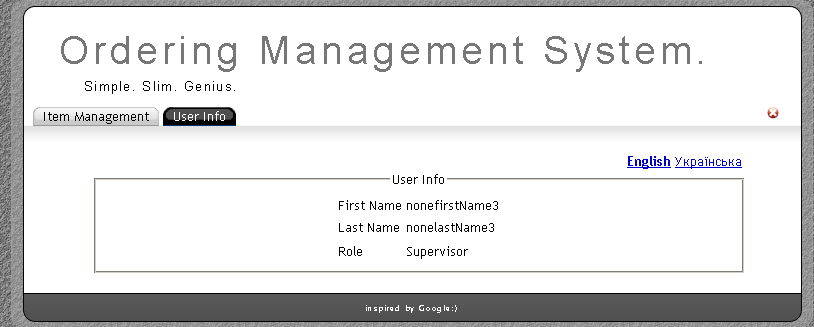 Ordering Management System.
Simple. Slim. Genius.
Item Management User Info
English Українська
User Info
First Name nonefirstName3
Last Name nonelastName3
Role Supervisor
inspired by Google:)